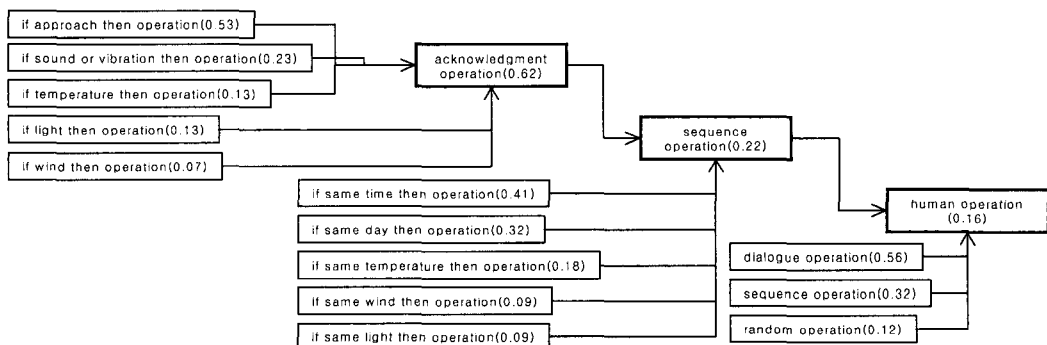 if approach then operation(0.53)
if sound or vibration then operation(0.23)
if temperature then operation(0.13)
if light then operation(0.13)
if wind then operation(0.07)
acknowledgment
operation(0.62)
sequence
operation(0.22)
if same time then operation(0.41)
if same day then operation(0.32)
if same temperature then operation(0.18)
if same wind then operation(0.09)
if same light then operation(0.09)
human operation
(0.16)
dialogue operation(0.56)
sequence operation(0.32)
random operation(0.12)